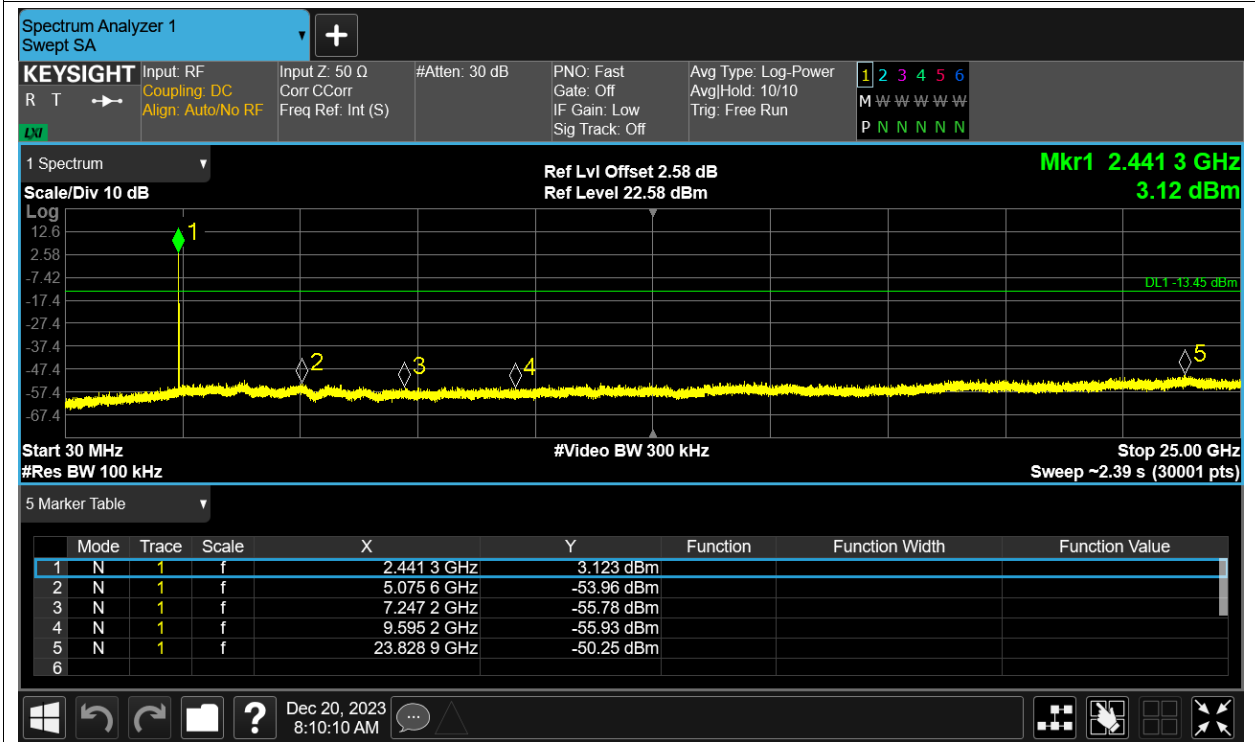 Spectrum Analyzer 1
Swept SA
KEYSIGHT
R T
LXI
Input: RF
Coupling: DC
Align: Auto/No RF
Input Z: 50 Ω
Corr CCorr
Freq Ref: Int (S)
#Atten: 30 dB
PNO: Fast
Gate: Off
IF Gain: Low
Sig Track: Off
Avg Type: Log-Power
Avg|Hold: 10/10
Trig: Free Run
1 2 3 4 5 6
M W W W W W
P N N N N N
1 Spectrum
Scale/Div 10 dB
Ref Lvl Offset 2.58 dB
Ref Level 22.58 dBm
Mkr1 2.441 3 GHz
3.12 dBm
Log
12.6
2.58
-7.42
-17.4
-27.4
-37.4
-47.4
-57.4
-67.4
1
2
3
4
5
DL1 -13.45 dBm
Start 30 MHz
#Res BW 100 kHz
#Video BW 300 kHz
Stop 25.00 GHz
Sweep ~2.39 s (30001 pts)
5 Marker Table
Mode Trace Scale X Y Function Function Width Function Value
1 N 1 f 2.441 3 GHz 3.123 dBm
2 N 1 f 5.075 6 GHz -53.96 dBm
3 N 1 f 7.247 2 GHz -55.78 dBm
4 N 1 f 9.595 2 GHz -55.93 dBm
5 N 1 f 23.828 9 GHz -50.25 dBm
6
?
Dec 20, 2023
8:10:10 AM